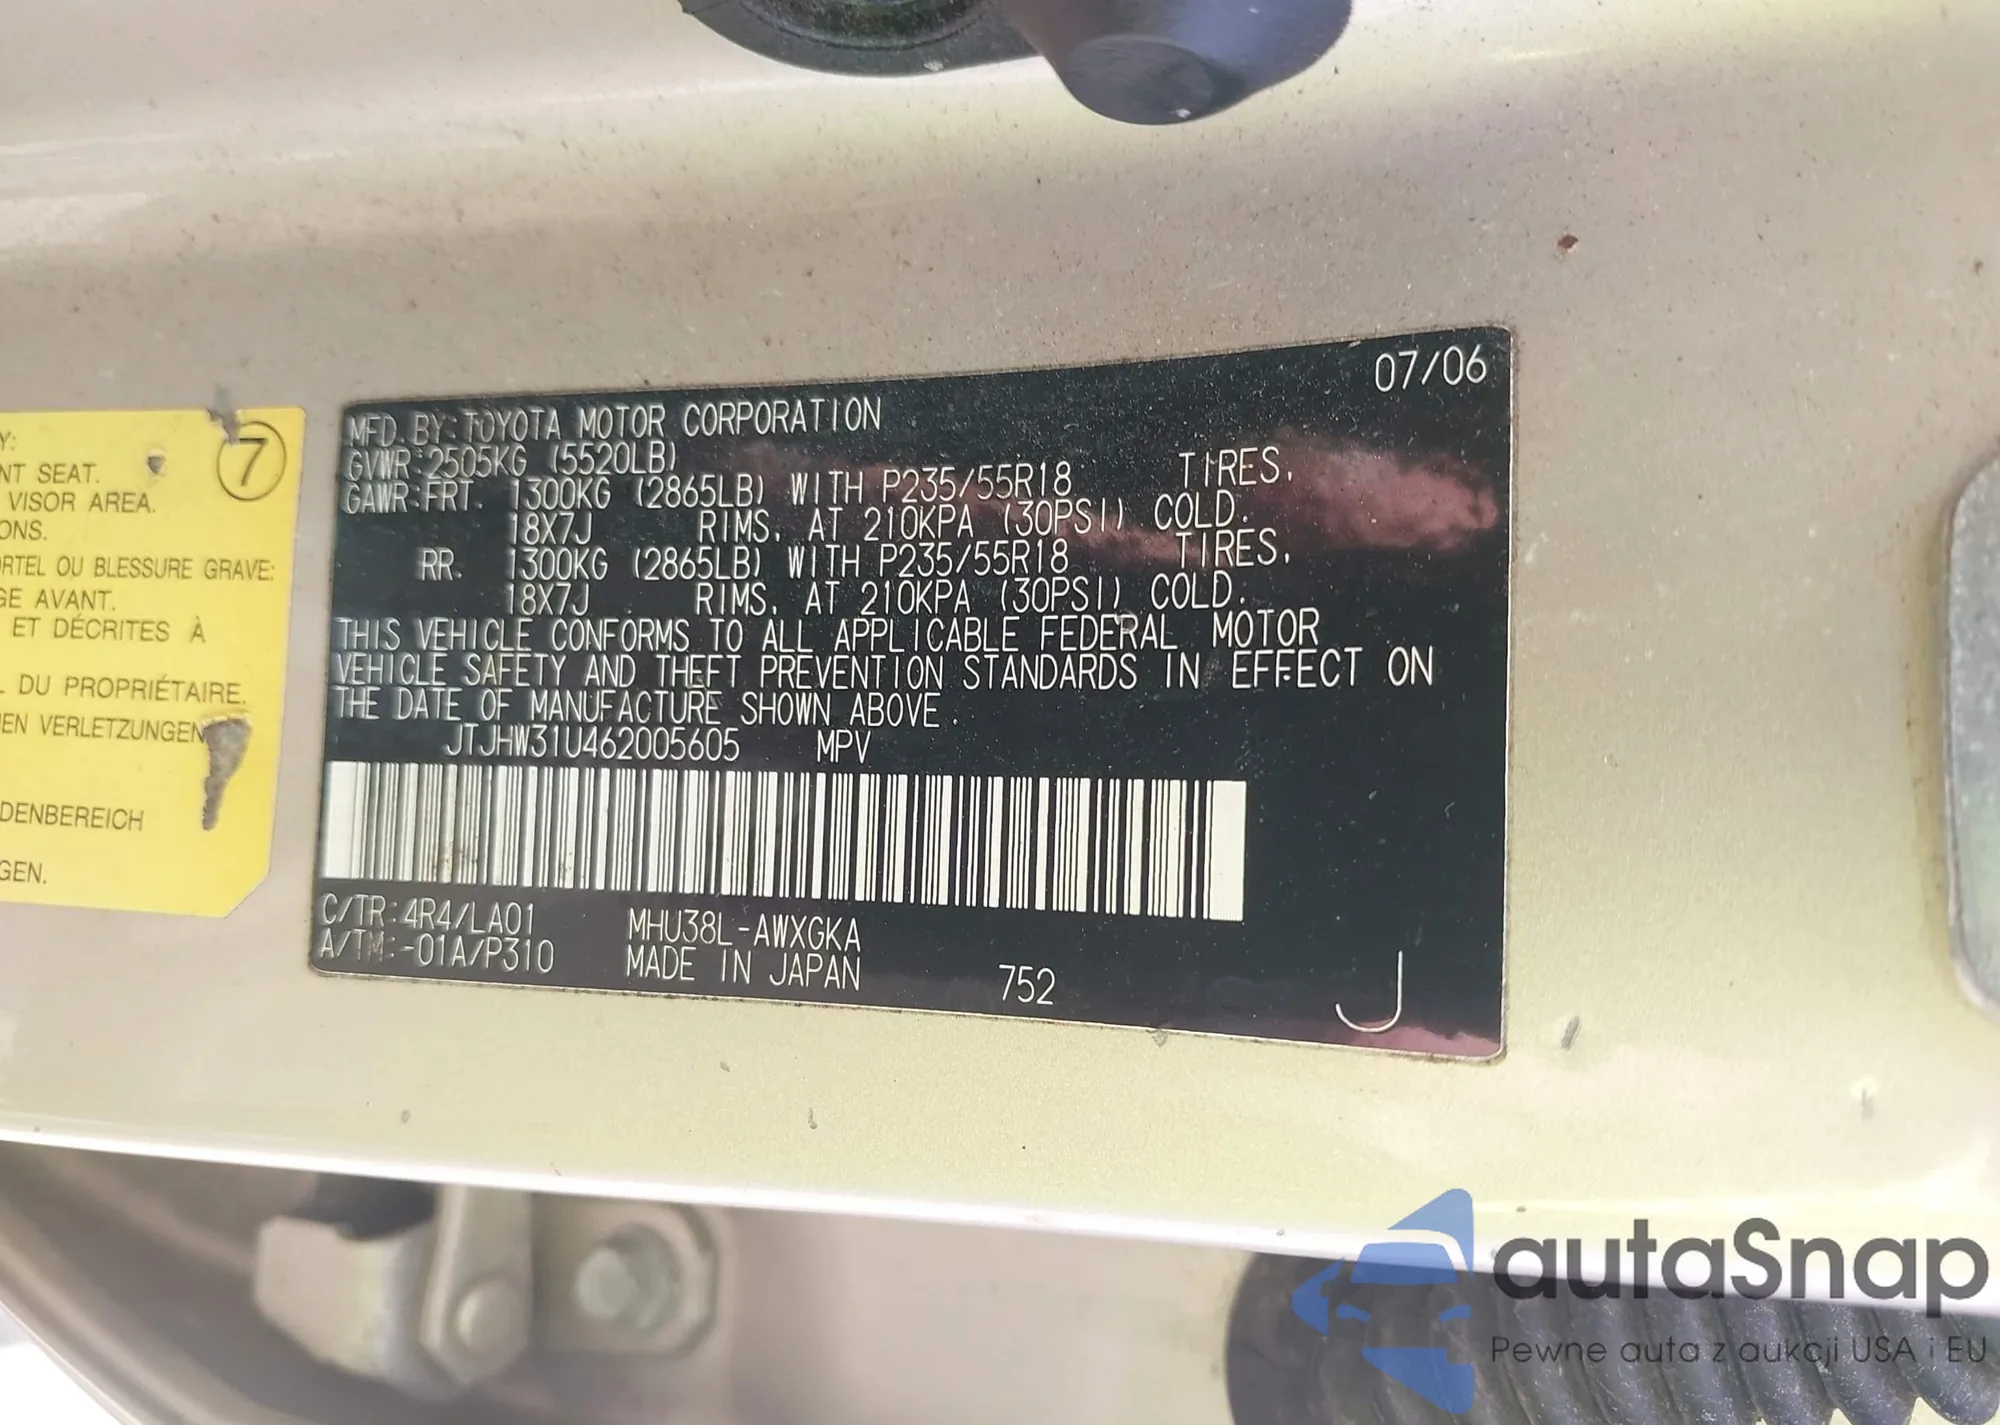 07/06
MFD. BY: TOYOTA MOTOR CORPORATION
GVWR: 2505KG (5520LB)
GAWR: FRT. 1300KG (2865LB) WITH P235/55R18 TIRES,
18X7J RIMS, AT 210KPA (30PSI) COLD.
RR. 1300KG (2865LB) WITH P235/55R18 TIRES,
18X7J RIMS, AT 210KPA (30PSI) COLD.
THIS VEHICLE CONFORMS TO ALL APPLICABLE FEDERAL MOTOR
VEHICLE SAFETY AND THEFT PREVENTION STANDARDS IN EFFECT ON
THE DATE OF MANUFACTURE SHOWN ABOVE.
JTJHW31U462005605 MPV
C/TR: 4R4/LA01 MHU38L-AWXGKA
A/TM: -01A/P310 MADE IN JAPAN 752 J
Y: 7
NT SEAT.
VISOR AREA.
ONS.
RTEL OU BLESSURE GRAVE:
GE AVANT.
ET DÉCRITES À
L DU PROPRIÉTAIRE.
EN VERLETZUNGEN
DENBEREICH
GEN.
autaSnap
Pewne auta z aukcji USA i EU